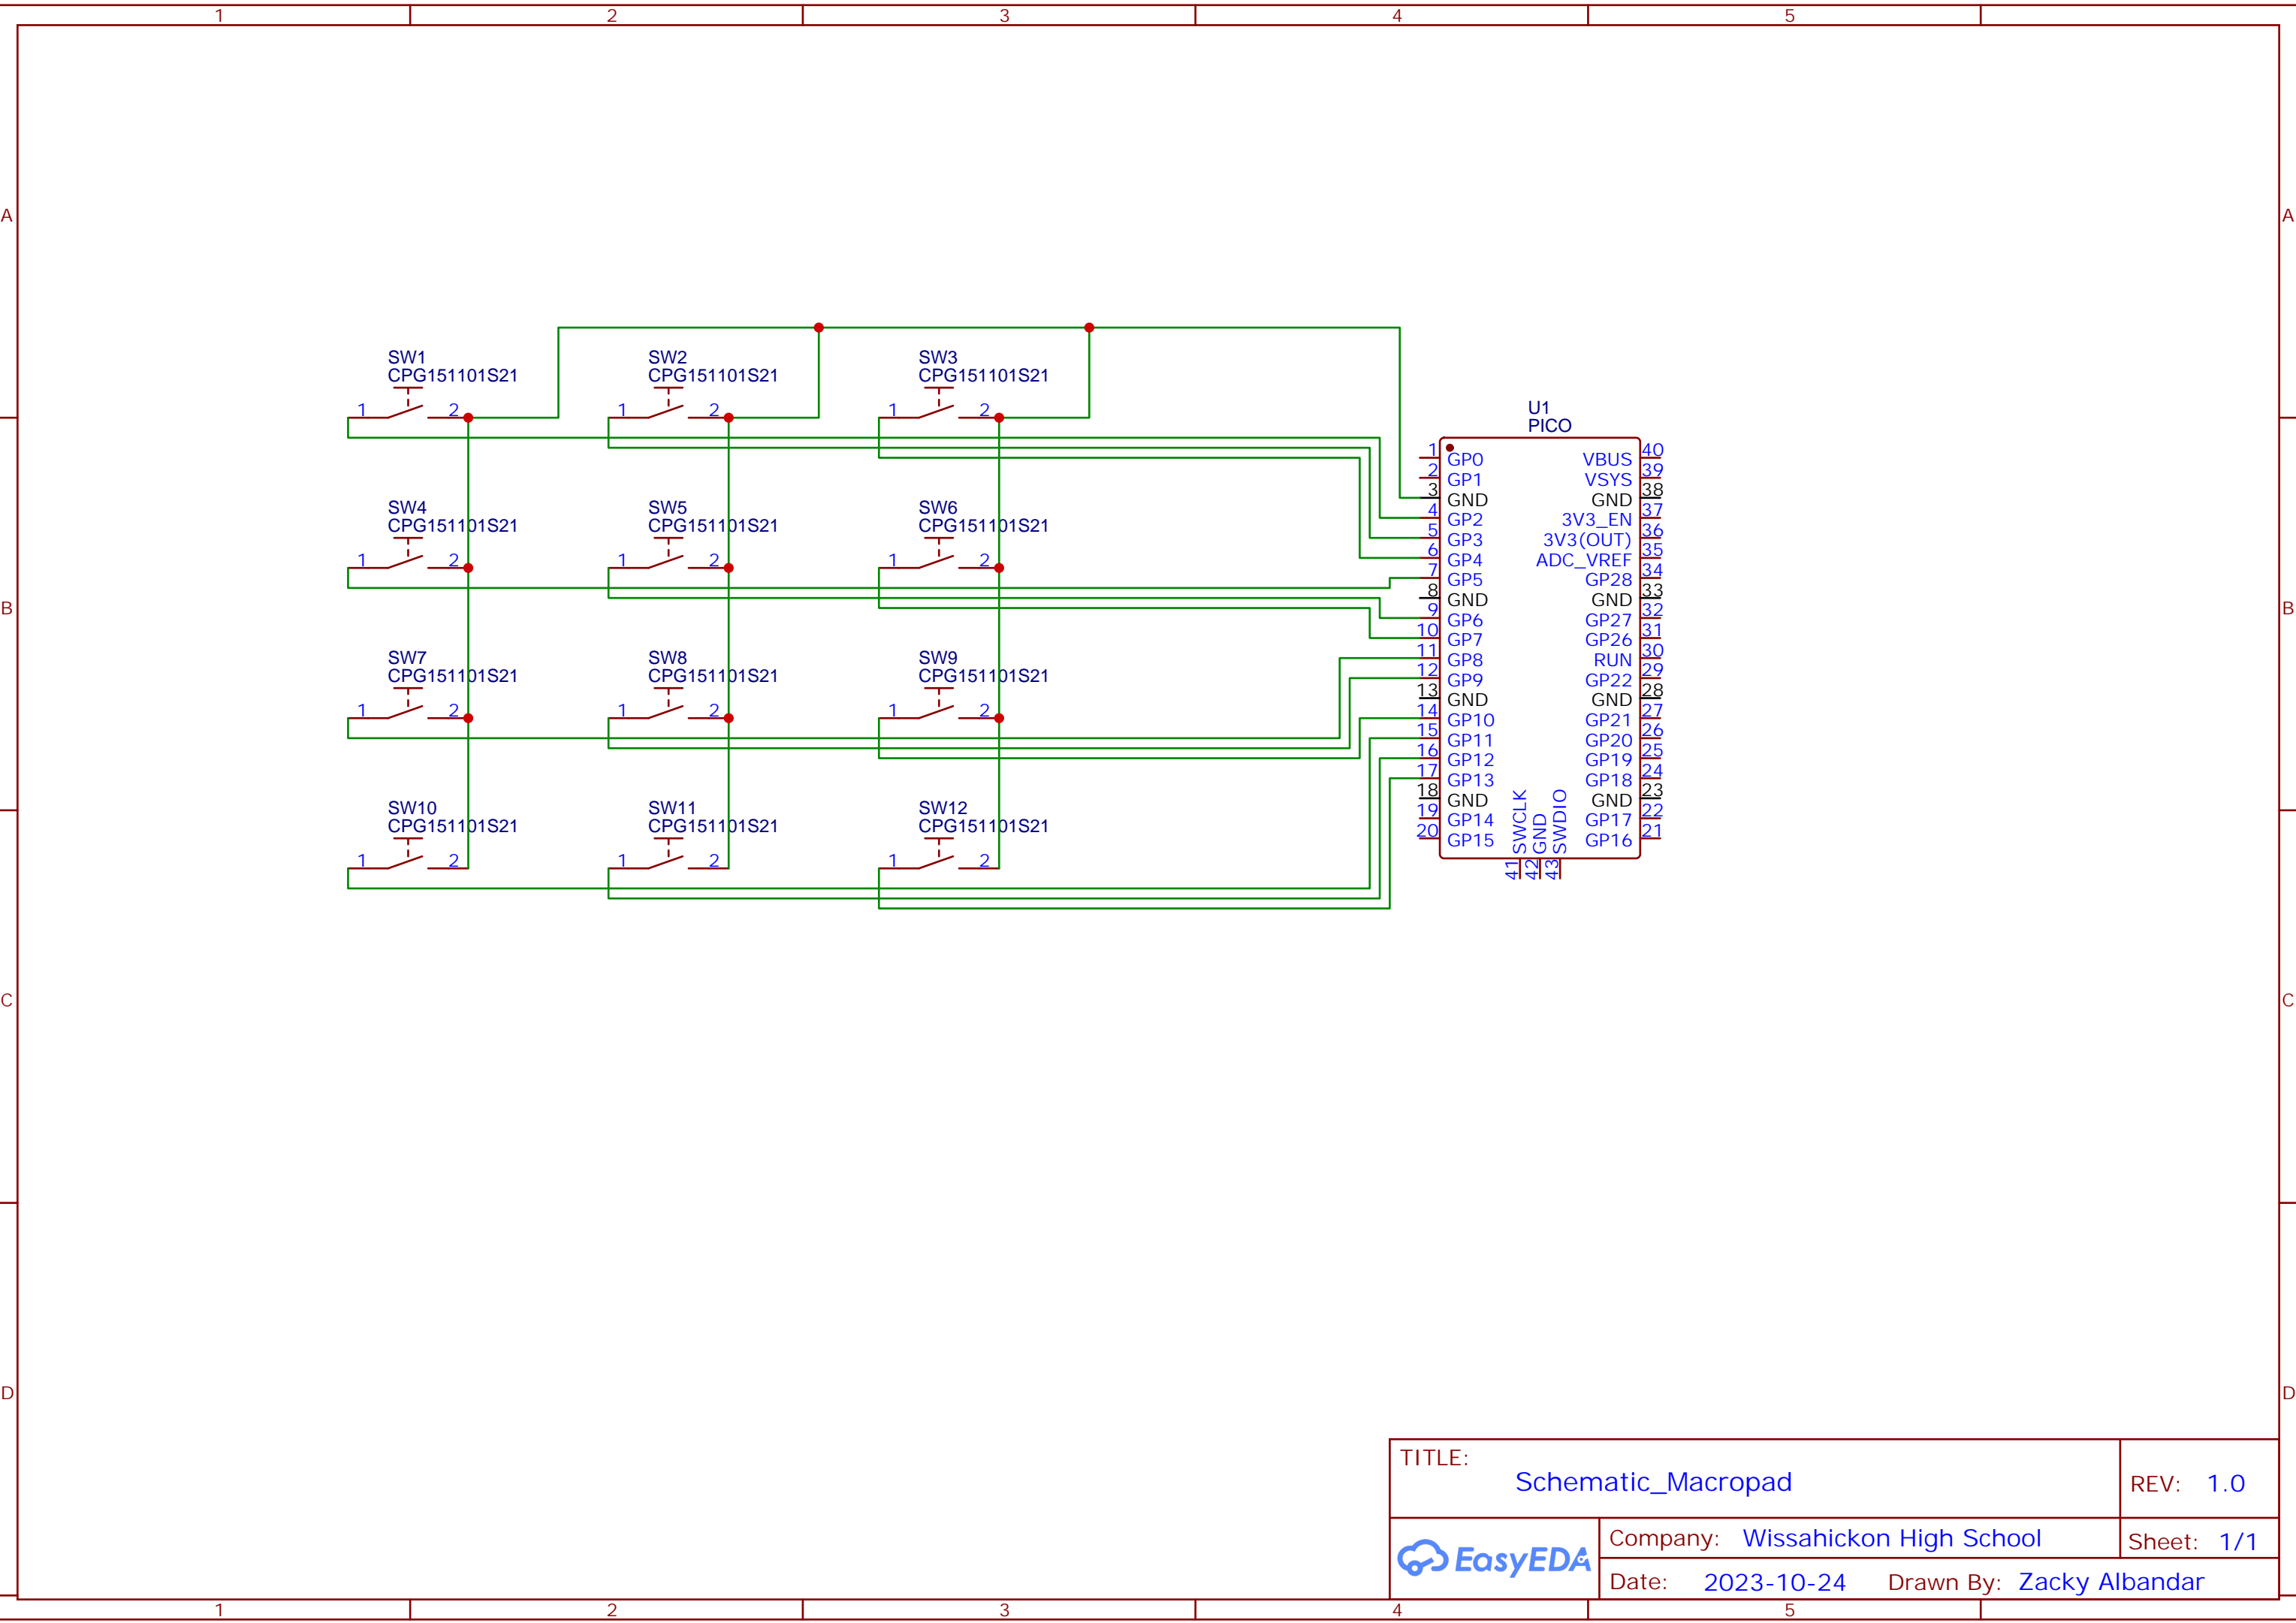 1 2 3 4 5
A A
SW1 SW2 SW3
CPG151101S21 CPG151101S21 CPG151101S21
1 2 1 2 1 2
U1
PICO
1 GP0 VBUS 40
2 GP1 VSYS 39
3 GND GND 38
4 GP2 3V3_EN 37
5 GP3 3V3(OUT) 36
6 GP4 ADC_VREF 35
7 GP5 GP28 34
8 GND GND 33
9 GP6 GP27 32
10 GP7 GP26 31
11 GP8 RUN 30
12 GP9 GP22 29
13 GND GND 28
14 GP10 GP21 27
15 GP11 GP20 26
16 GP12 GP19 25
17 GP13 GP18 24
18 GND GND 23
19 GP14 GP17 22
20 GP15 GP16 21
SWCLK GND SWDIO
41 42 43
SW4 SW5 SW6
CPG151101S21 CPG151101S21 CPG151101S21
1 2 1 2 1 2
B B
SW7 SW8 SW9
CPG151101S21 CPG151101S21 CPG151101S21
1 2 1 2 1 2
SW10 SW11 SW12
CPG151101S21 CPG151101S21 CPG151101S21
1 2 1 2 1 2
C C
D D
TITLE:
Schematic_Macropad
REV: 1.0
EasyEDA
Company: Wissahickon High School
Sheet: 1/1
Date: 2023-10-24 Drawn By: Zacky Albandar
1 2 3 4 5